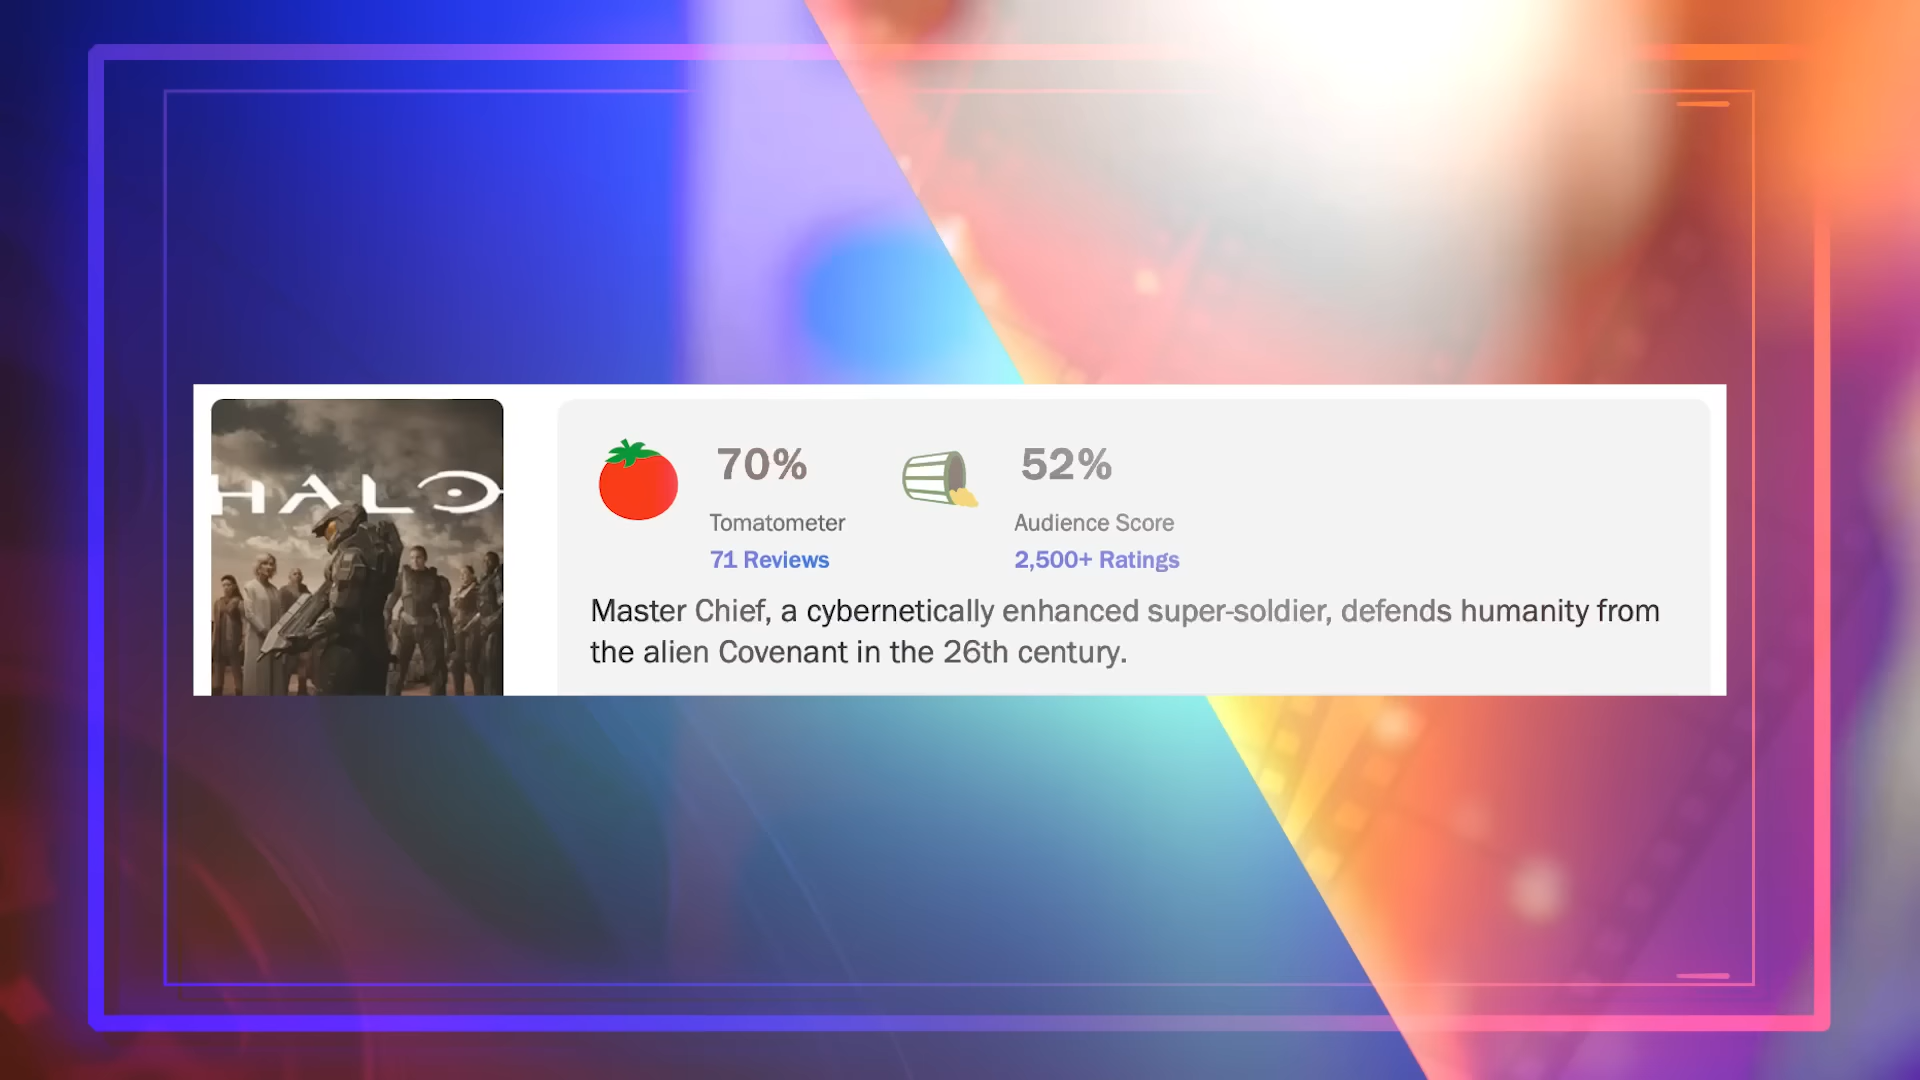 HALO
70%
52%
Tomatometer
Audience Score
71 Reviews
2,500+ Ratings
Master Chief, a cybernetically enhanced super-soldier, defends humanity from
the alien Covenant in the 26th century.